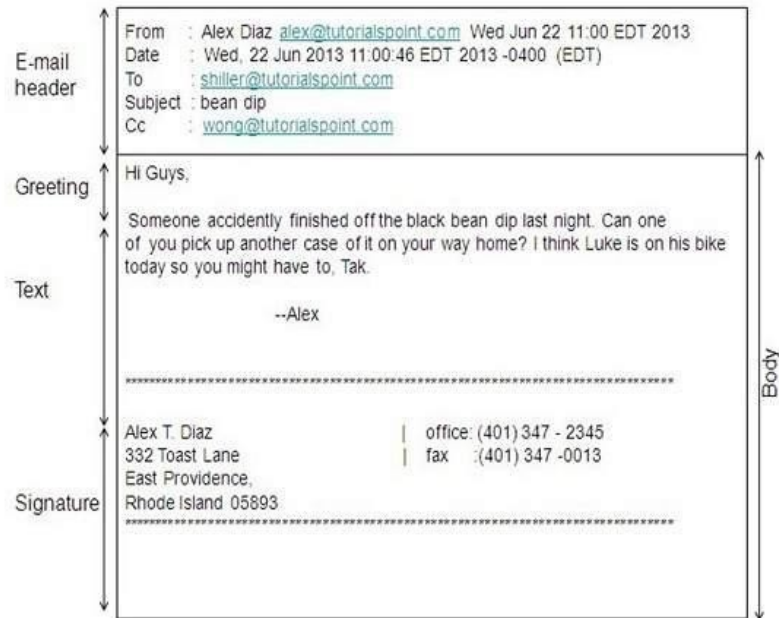 E-mail
header
From : Alex Diaz alex@tutorialspoint.com Wed Jun 22 11:00 EDT 2013
Date : Wed, 22 Jun 2013 11:00:46 EDT 2013 -0400 (EDT)
To : shiller@tutorialspoint.com
Subject : bean dip
Cc : wong@tutorialspoint.com
Greeting
Hi Guys,
Text
Someone accidently finished off the black bean dip last night. Can one
of you pick up another case of it on your way home? I think Luke is on his bike
today so you might have to, Tak.
--Alex
Body
Signature
Alex T. Diaz | office: (401) 347 - 2345
332 Toast Lane | fax :(401) 347 -0013
East Providence,
Rhode Island 05893